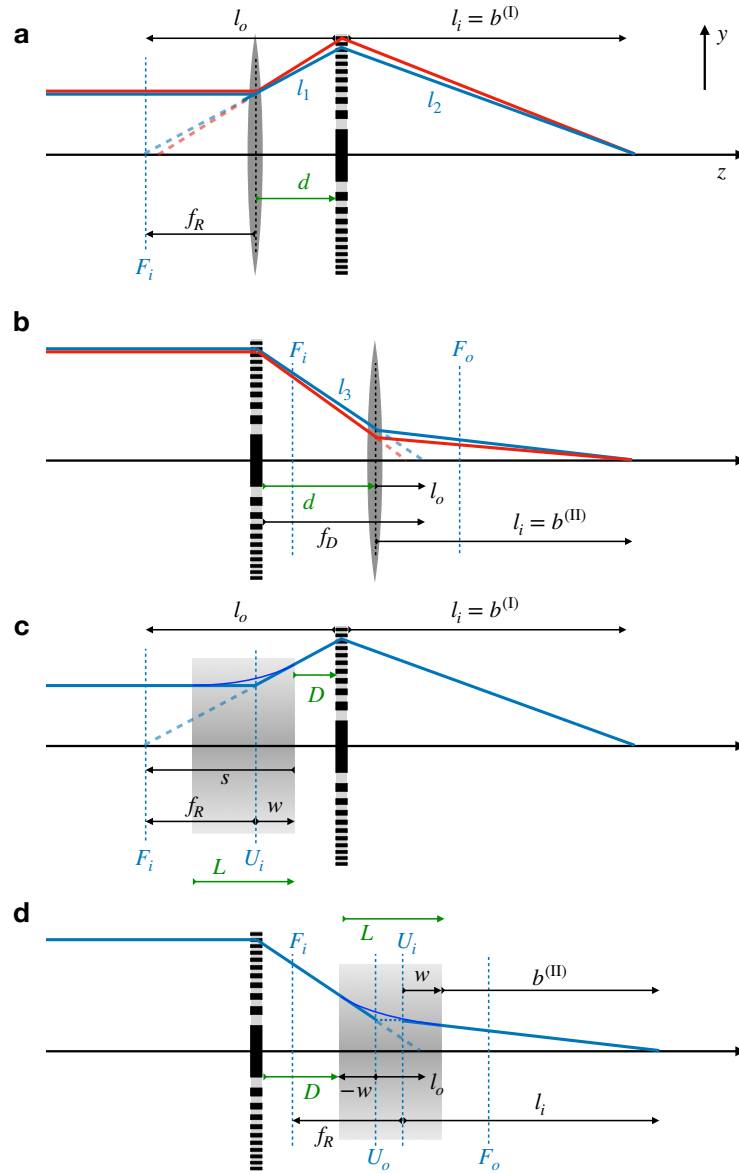 a
l_o
l_i = b^(I)
y
l_1
l_2
d
z
f_R
F_i
b
F_i
F_o
l_3
d
l_o
f_D
l_i = b^(II)
c
l_o
l_i = b^(I)
D
s
f_R
w
F_i
U_i
L
d
L
F_i
U_i
w
b^(II)
D
−w
l_o
f_R
l_i
U_o
F_o